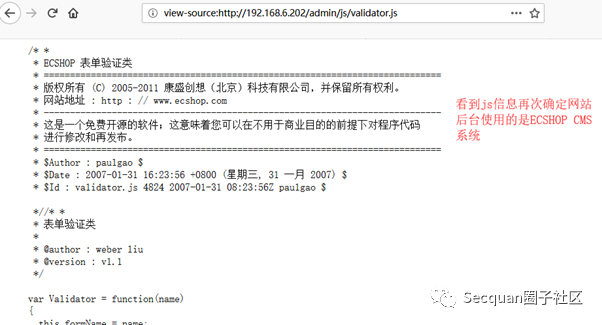 view-source:http://192.168.6.202/admin/js/validator.js
/* *
* ECSHOP 表单验证类
* ============================================================================
* 版权所有 (C) 2005-2011 康盛创想（北京）科技有限公司，并保留所有权利。
* 网站地址 : http : // www.ecshop.com
* ----------------------------------------------------------------------------
* 这是一个免费开源的软件；这意味着您可以在不用于商业目的的前提下对程序代码
* 进行修改和再发布。
* ============================================================================
* $Author : paulgao $
* $Date : 2007-01-31 16:23:56 +0800 (星期三, 31 一月 2007) $
* $Id : validator.js 4824 2007-01-31 08:23:56Z paulgao $
看到js信息再次确定网站
后台使用的是ECSHOP CMS
系统
*//* *
* 表单验证类
*
* @author : weber liu
* @version : v1.1
*/
var Validator = function(name)
{
this.formName = name;
Secquan圈子社区